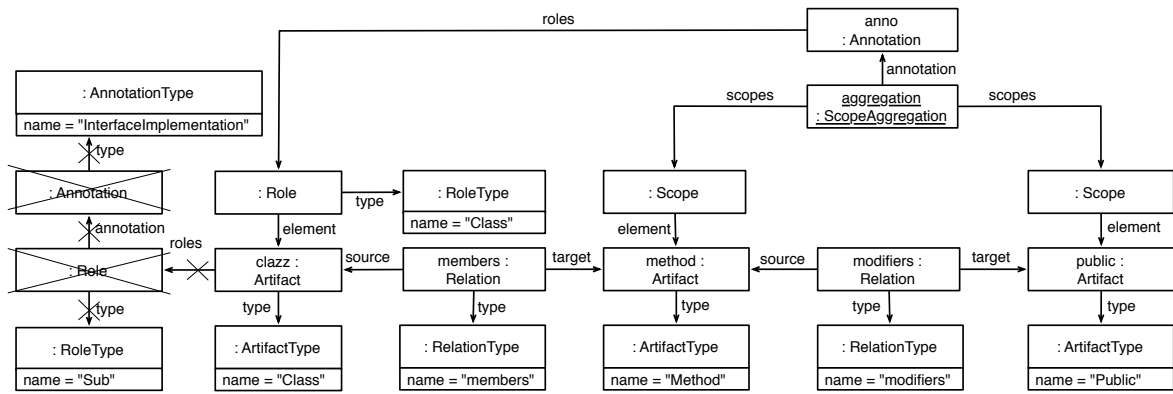 roles
anno
: Annotation
annotation
: AnnotationType
name = "InterfaceImplementation"
scopes
aggregation
: ScopeAggregation
scopes
type
: Annotation
: Role
type
: RoleType
name = "Class"
: Scope
: Scope
annotation
element
element
element
: Role
roles
clazz :
Artifact
source
members :
Relation
target
method :
Artifact
source
modifiers :
Relation
target
public :
Artifact
type
type
type
type
type
type
: RoleType
name = "Sub"
: ArtifactType
name = "Class"
: RelationType
name = "members"
: ArtifactType
name = "Method"
: RelationType
name = "modifiers"
: ArtifactType
name = "Public"